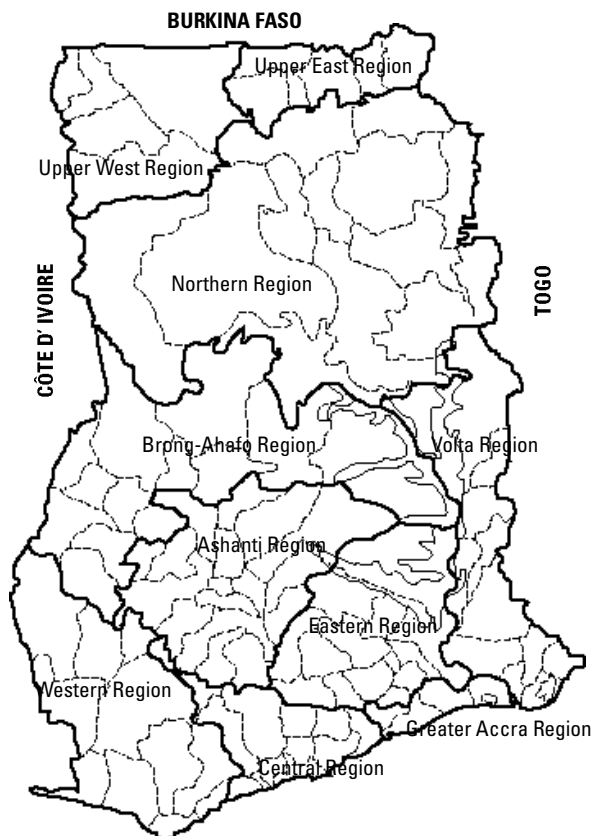 BURKINA FASO
Upper East Region
Upper West Region
Northern Region
CÔTE D' IVOIRE
TOGO
Brong-Ahafo Region
Volta Region
Ashanti Region
Eastern Region
Western Region
Greater Accra Region
Central Region